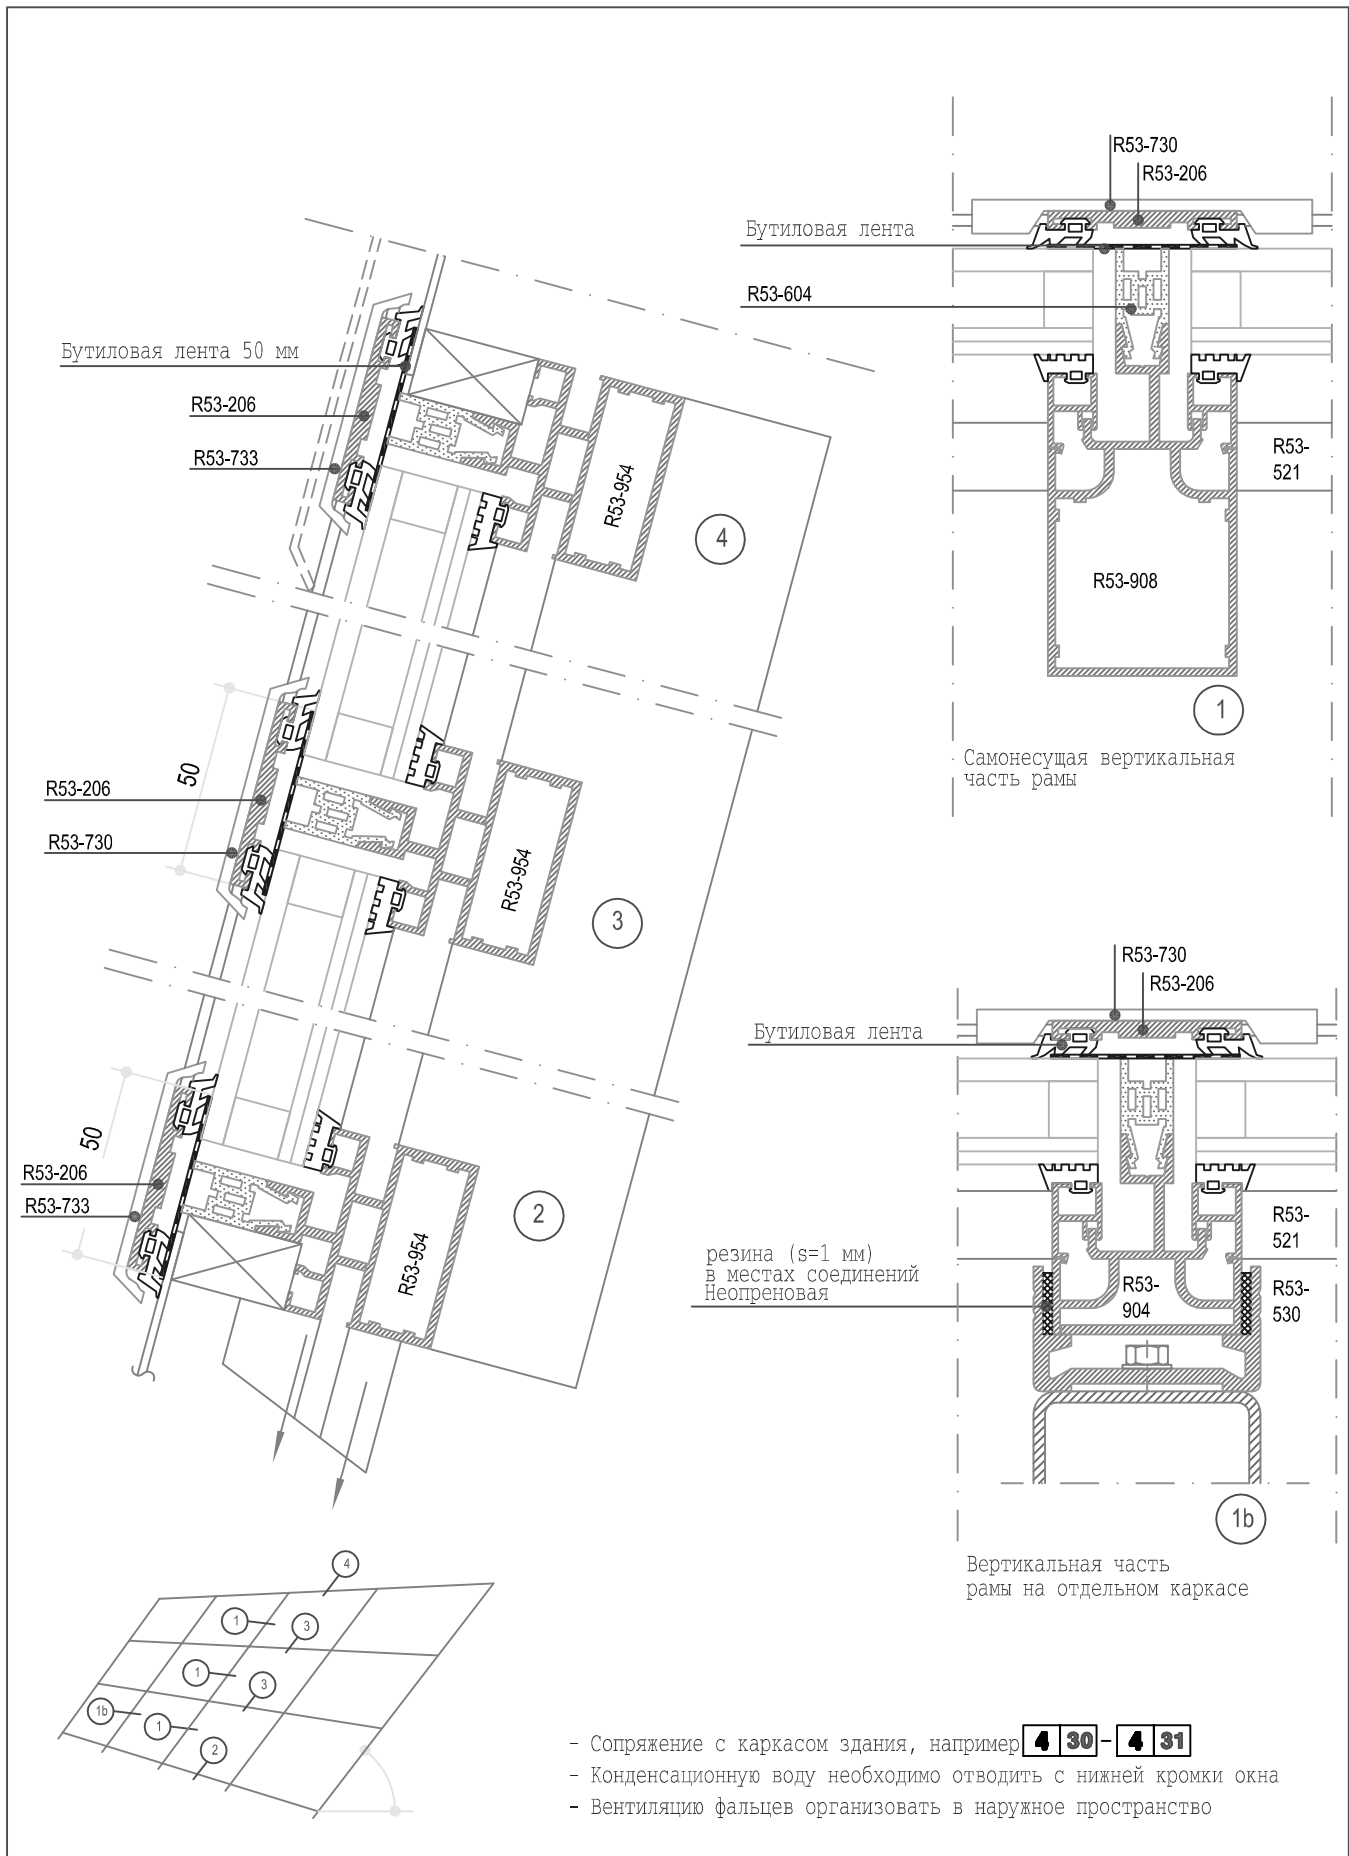 R53-730
R53-206
Бутиловая лента
R53-604
R53-
521
R53-908
1
Самонесущая вертикальная
часть рамы
Бутиловая лента 50 мм
R53-206
R53-733
R53-954
4
50
R53-206
R53-730
R53-954
3
50
R53-206
R53-733
R53-954
2
R53-730
R53-206
Бутиловая лента
R53-
521
резина (s=1 мм)
в местах соединений
Неопреновая
R53-
904
R53-
530
1b
Вертикальная часть
рамы на отдельном каркасе
4
1
3
1
3
1b
1
2
- Сопряжение с каркасом здания, например 4 30 - 4 31
- Конденсационную воду необходимо отводить с нижней кромки окна
- Вентиляцию фальцев организовать в наружное пространство